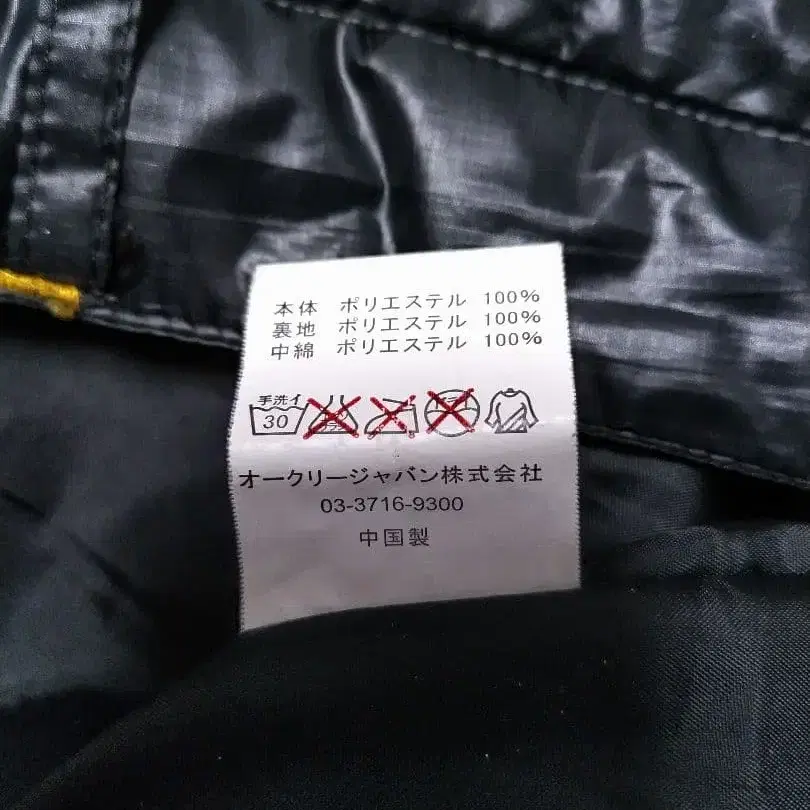 本体 ポリエステル 100%
裏地 ポリエステル 100%
中綿 ポリエステル 100%
手洗イ
30
オークリージャバン株式会社
03-3716-9300
中国製